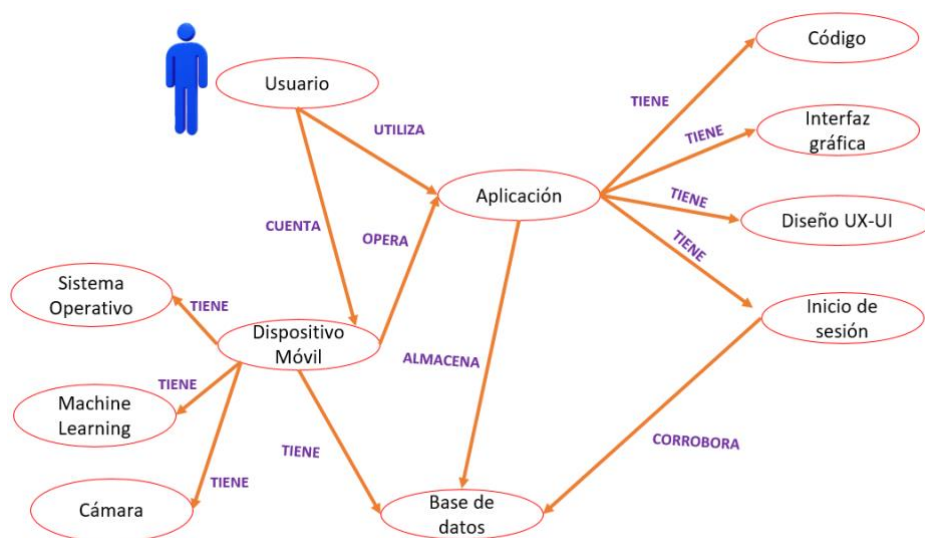 Código
Usuario
TIENE
UTILIZA
Interfaz
gráfica
TIENE
Aplicación
TIENE
Diseño UX-UI
CUENTA
OPERA
TIENE
Sistema
Operativo
TIENE
Inicio de
sesión
Dispositivo
Móvil
ALMACENA
TIENE
Machine
Learning
CORROBORA
TIENE
TIENE
Cámara
Base de
datos